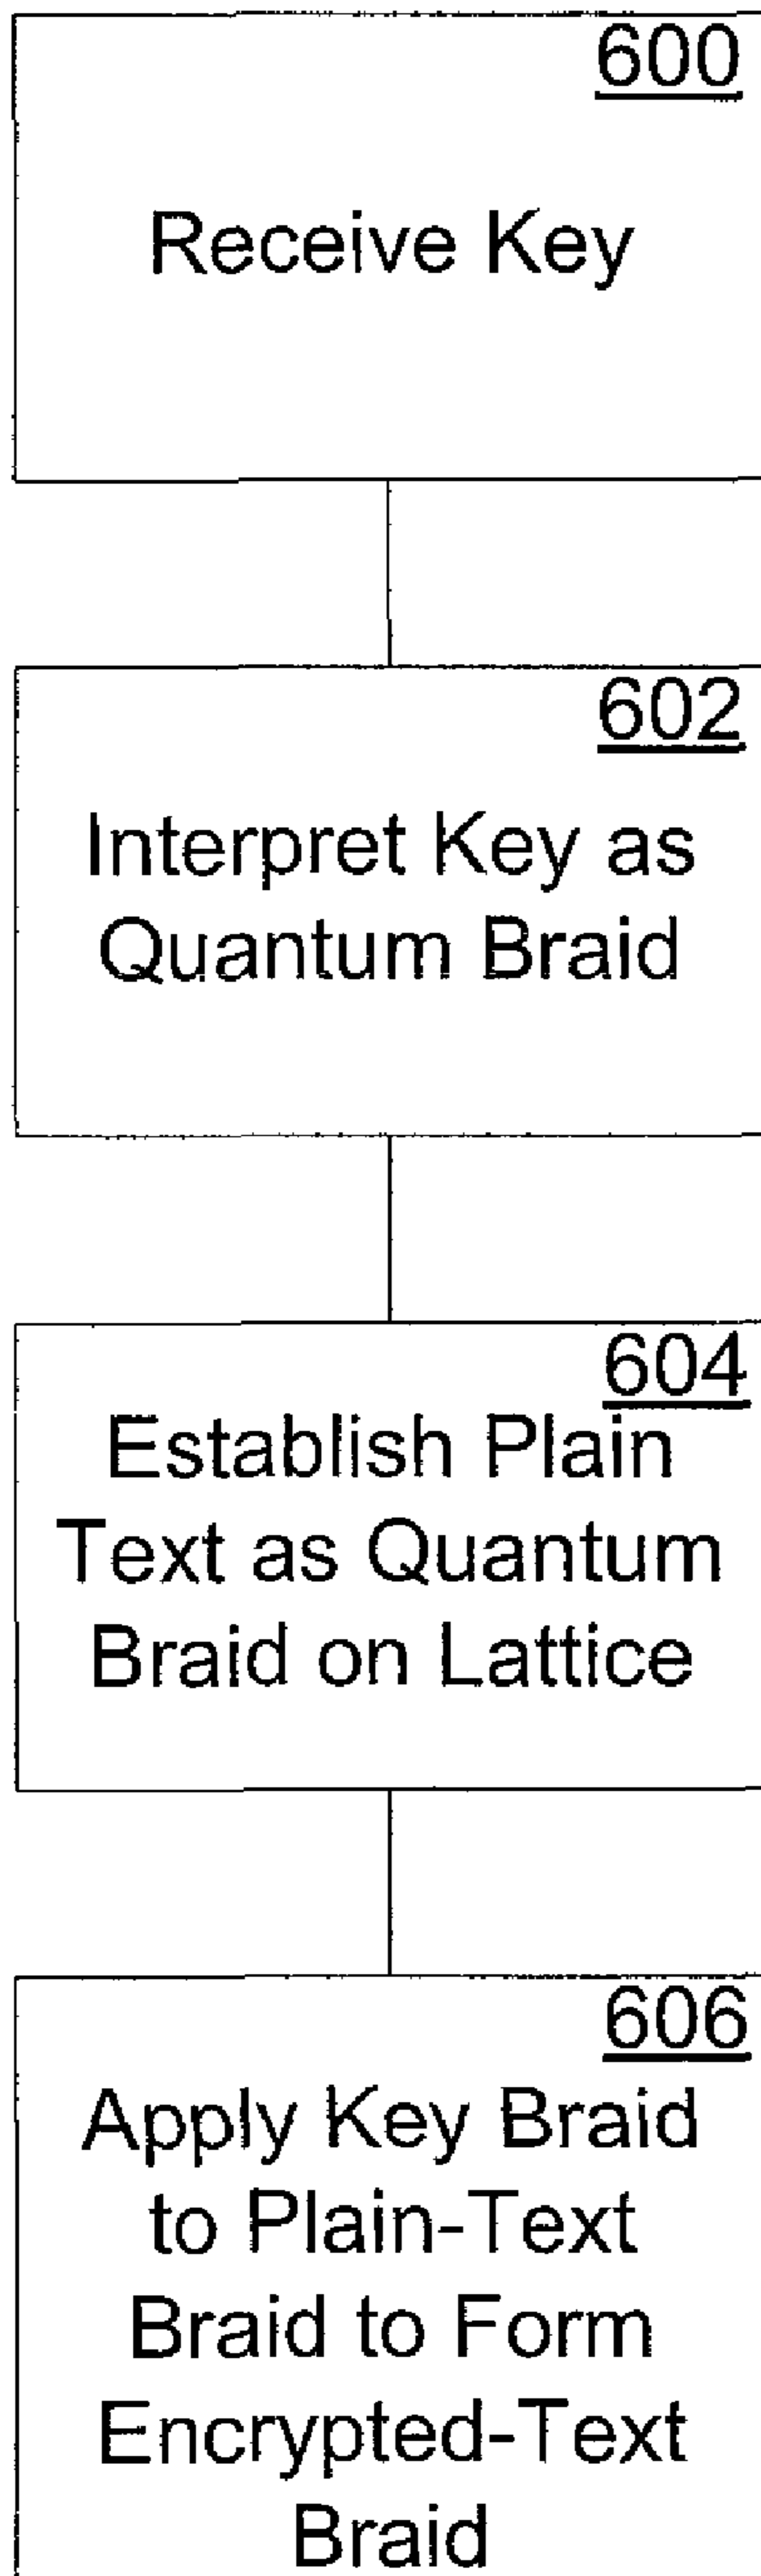 600
Receive Key
602
Interpret Key as
Quantum Braid
604
Establish Plain
Text as Quantum
Braid on Lattice
606
Apply Key Braid
to Plain-Text
Braid to Form
Encrypted-Text
Braid